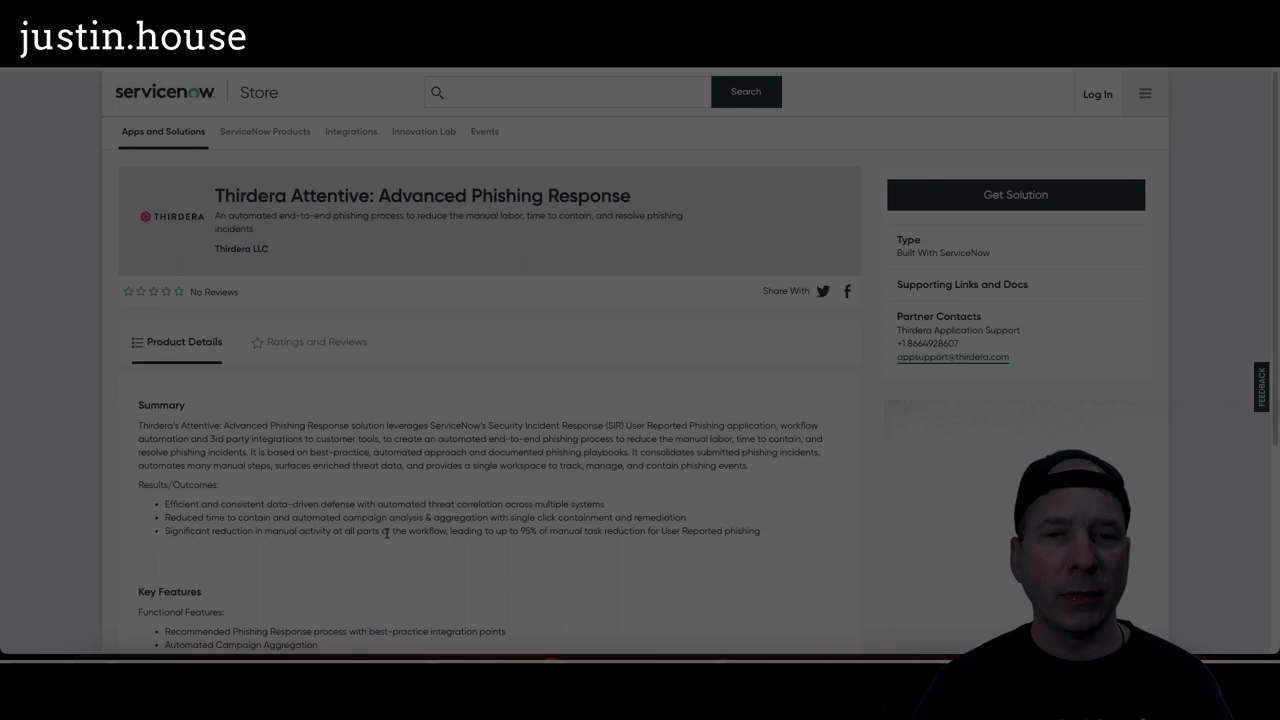 justin.house
servicenow | Store
Search
Log In
Apps and Solutions
ServiceNow Products
Integrations
Innovation Lab
Events
THIRDERA
Thirdera Attentive: Advanced Phishing Response
An automated end-to-end phishing process to reduce the manual labor, time to contain, and resolve phishing
incidents
Thirdera LLC
No Reviews
Share With
Product Details
Ratings and Reviews
Summary
Thirdera's Attentive: Advanced Phishing Response solution leverages ServiceNow's Security Incident Response (SIR) User Reported Phishing application, workflow
automation and 3rd party integrations to customer tools, to create an automated end-to-end phishing process to reduce the manual labor, time to contain, and
resolve phishing incidents. It is based on best-practice, automated approach and documented phishing playbooks. It consolidates submitted phishing incidents,
automates many manual steps, surfaces enriched threat data, and provides a single workspace to track, manage, and contain phishing events.
Results/Outcomes:
• Efficient and consistent data-driven defense with automated threat correlation across multiple systems
• Reduced time to contain and automated campaign analysis & aggregation with single click containment and remediation
• Significant reduction in manual activity at all parts of the workflow, leading to up to 95% of manual task reduction for User Reported phishing
Key Features
Functional Features:
• Recommended Phishing Response process with best-practice integration points
• Automated Campaign Aggregation
Get Solution
Type
Built With ServiceNow
Supporting Links and Docs
Partner Contacts
Thirdera Application Support
+1 8664928607
appsupport@thirdera.com
FEEDBACK